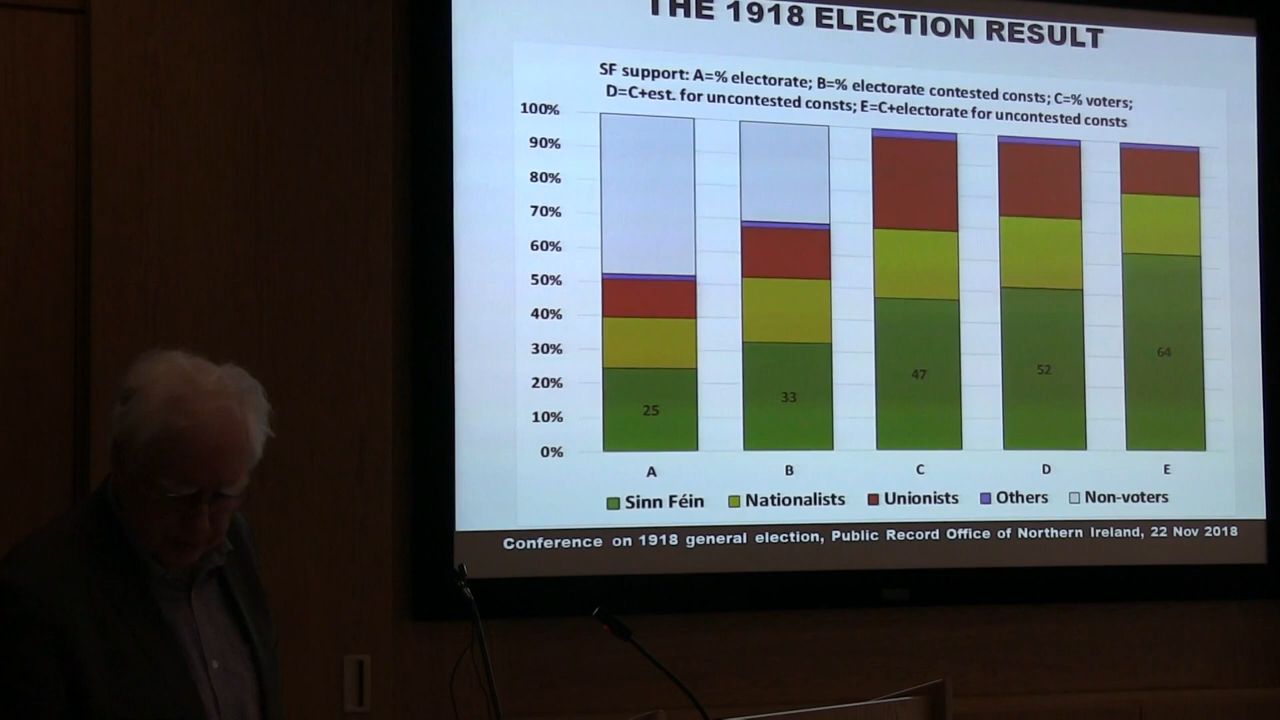 THE 1918 ELECTION RESULT
SF support: A=% electorate; B=% electorate contested consts; C=% voters;
D=C+est. for uncontested consts; E=C+electorate for uncontested consts
100%
90%
80%
70%
60%
50%
40%
30%
20%
10%
0%
25
33
47
52
64
A B C D E
Sinn Féin Nationalists Unionists Others Non-voters
Conference on 1918 general election, Public Record Office of Northern Ireland, 22 Nov 2018